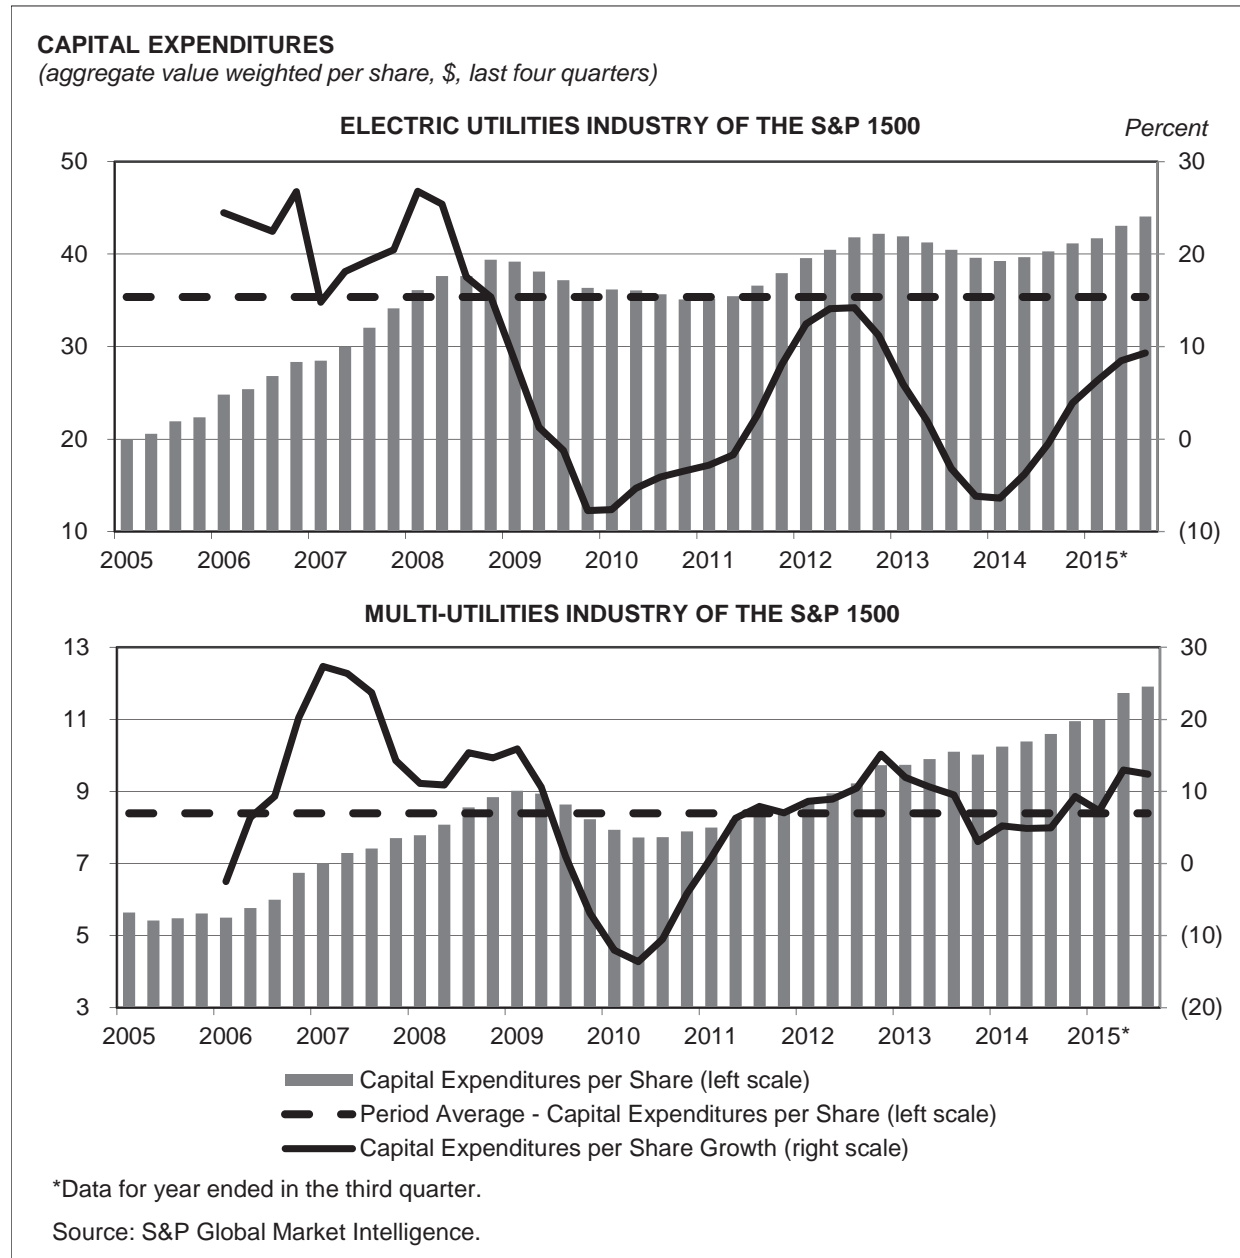 CAPITAL EXPENDITURES
(aggregate value weighted per share, $, last four quarters)
ELECTRIC UTILITIES INDUSTRY OF THE S&P 1500
Percent
50 30
40 20
30 10
20 0
10 (10)
2005 2006 2007 2008 2009 2010 2011 2012 2013 2014 2015*
MULTI-UTILITIES INDUSTRY OF THE S&P 1500
13 30
11 20
9 10
7 0
5 (10)
3 (20)
2005 2006 2007 2008 2009 2010 2011 2012 2013 2014 2015*
Capital Expenditures per Share (left scale)
Period Average - Capital Expenditures per Share (left scale)
Capital Expenditures per Share Growth (right scale)
*Data for year ended in the third quarter.
Source: S&P Global Market Intelligence.